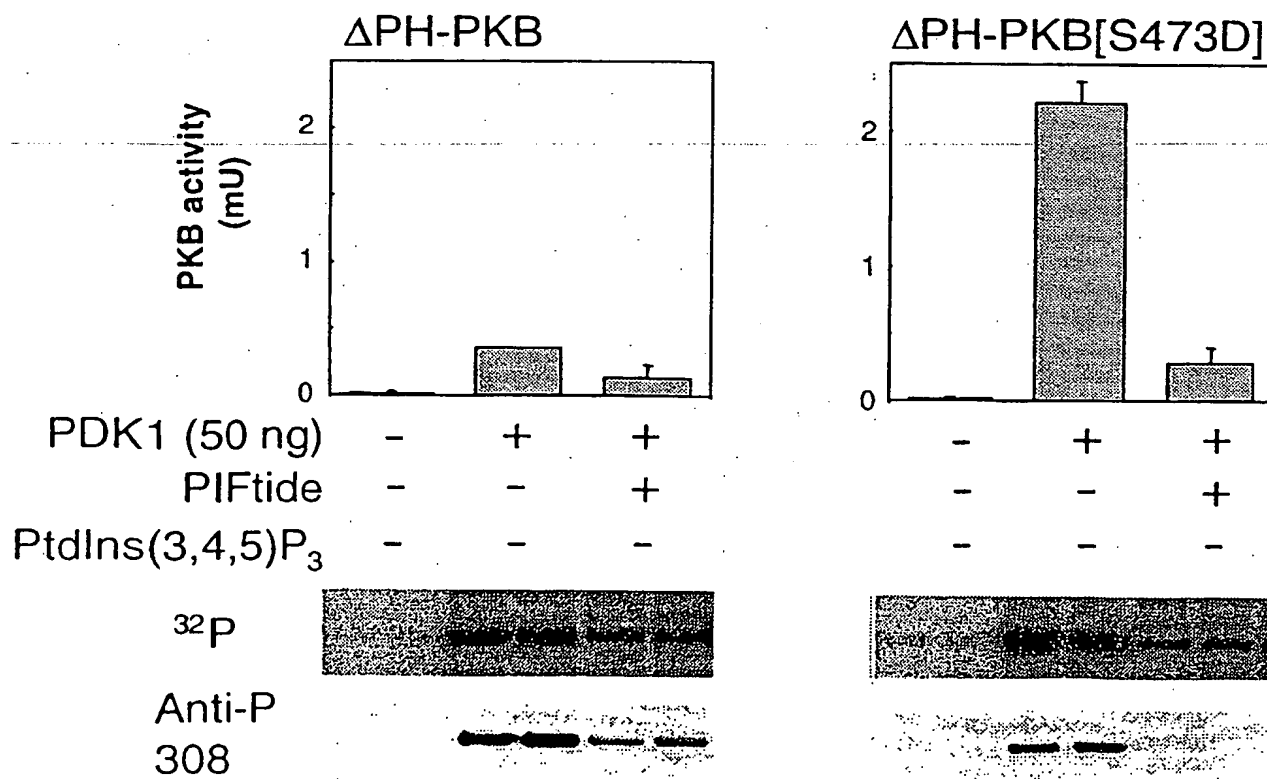 ΔPH-PKB
ΔPH-PKB[S473D]
PKB activity
(mU)
2
1
0
2
1
0
PDK1 (50 ng) - + + - + +
PIFtide - - + - - +
PtdIns(3,4,5)P₃ - - - - - -
³²P
Anti-P
308